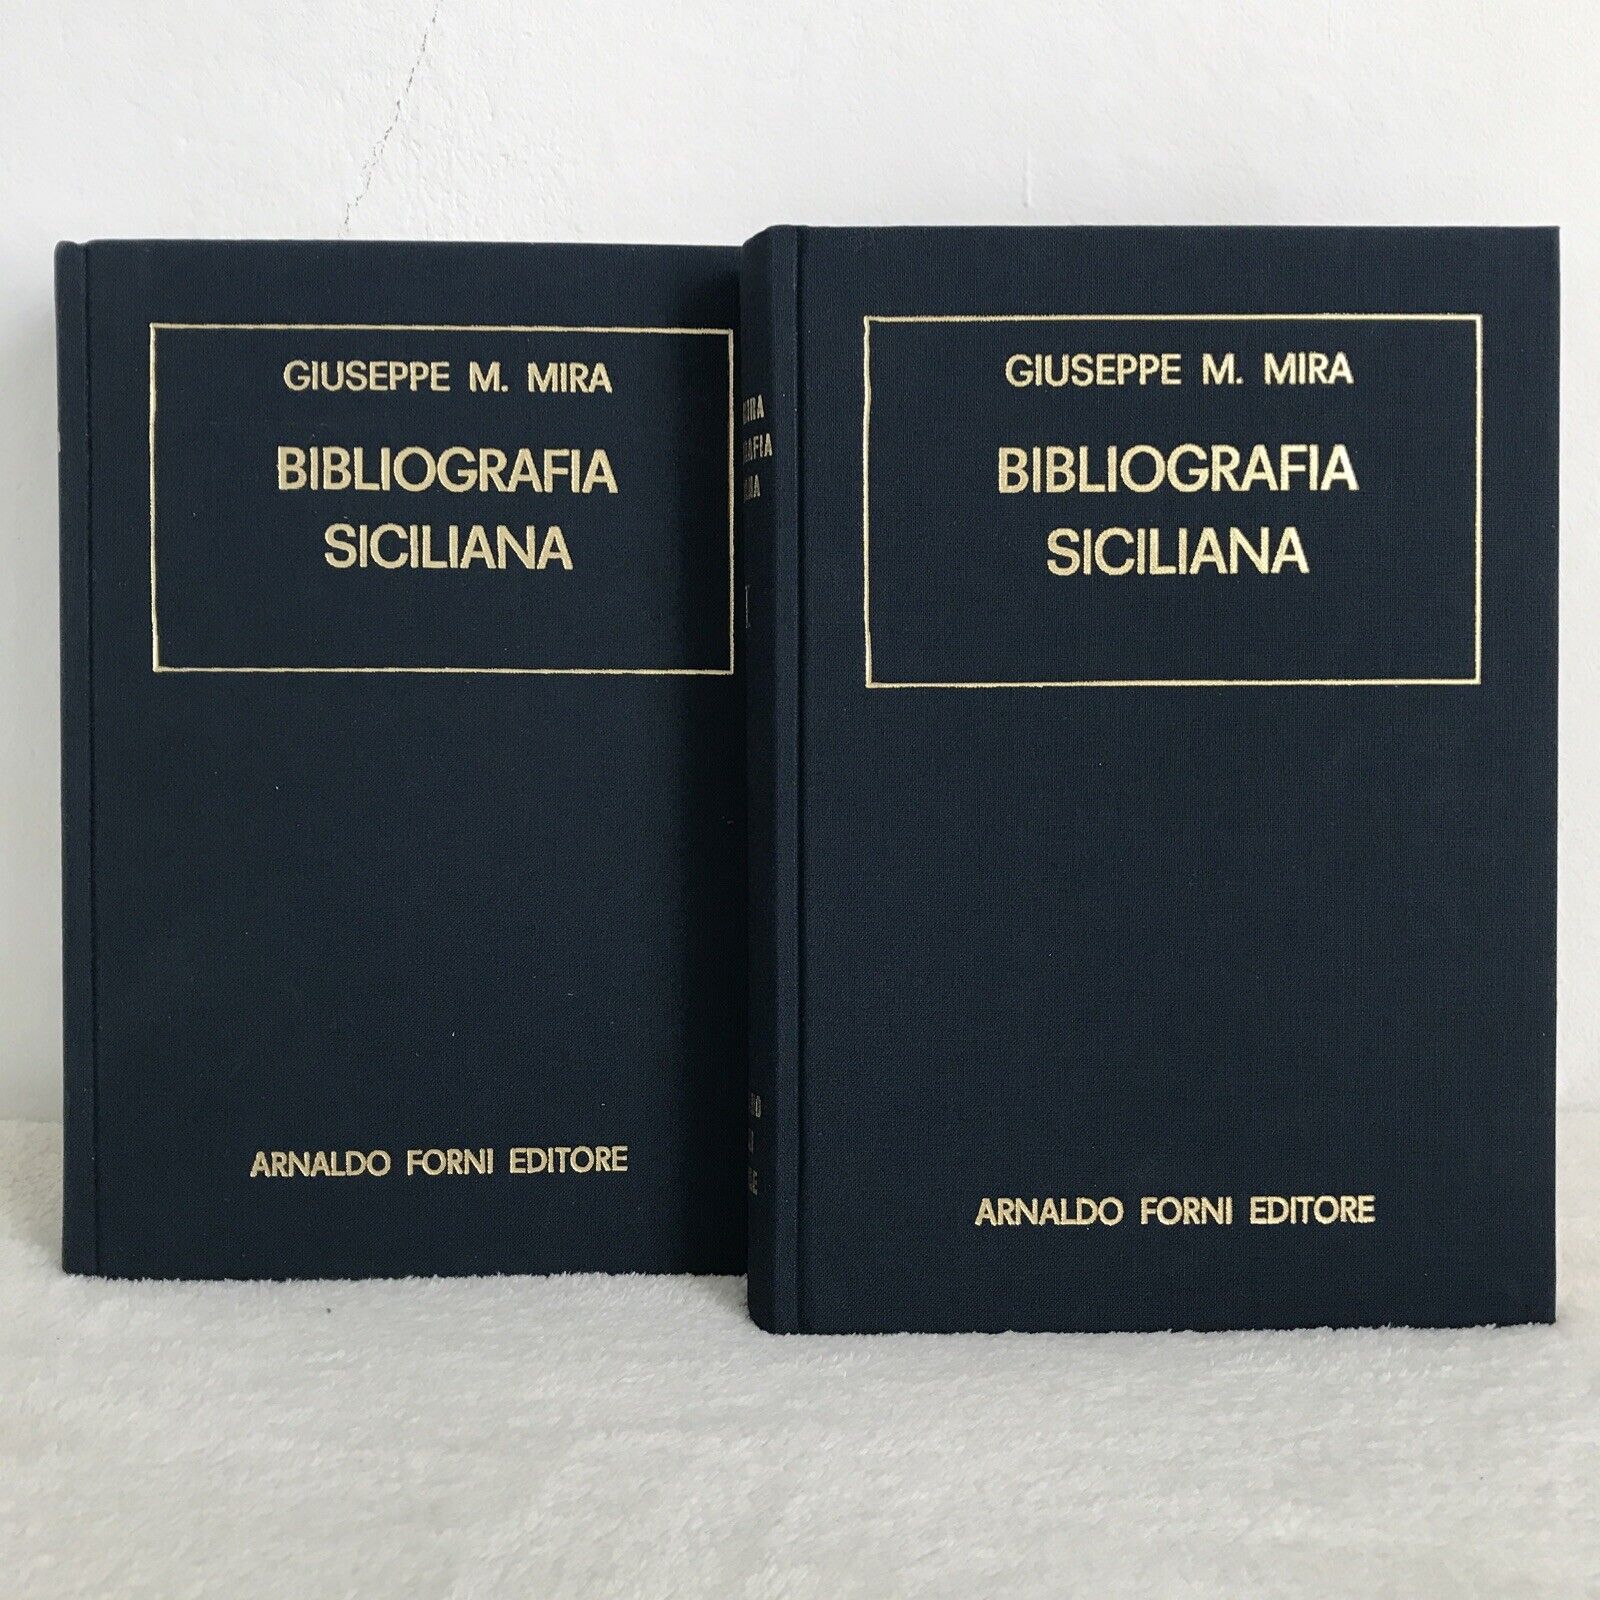 GIUSEPPE M. MIRA
BIBLIOGRAFIA
SICILIANA
ARNALDO FORNI EDITORE
GIUSEPPE M. MIRA
BIBLIOGRAFIA
SICILIANA
ARNALDO FORNI EDITORE